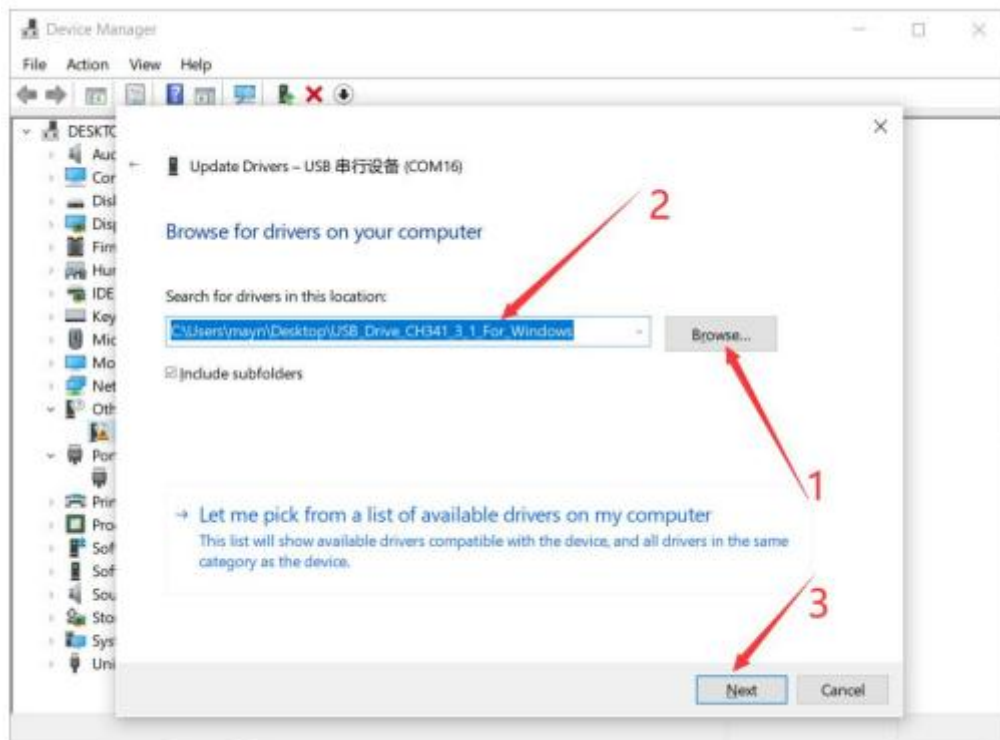 Device Manager
File Action View Help
DESKTC
Aud
Cor
Disl
Disp
Firm
Hur
IDE
Key
Mic
Mo
Net
Oth
Por
Prin
Pro
Sof
Sof
Sou
Sto
Sys
Uni
Update Drivers – USB 串行设备 (COM16)
2
Browse for drivers on your computer
Search for drivers in this location:
C:\Users\mayn\Desktop\USB_Drive_CH341_3_1_For_Windows
Browse...
Include subfolders
1
Let me pick from a list of available drivers on my computer
This list will show available drivers compatible with the device, and all drivers in the same
category as the device.
3
Next Cancel